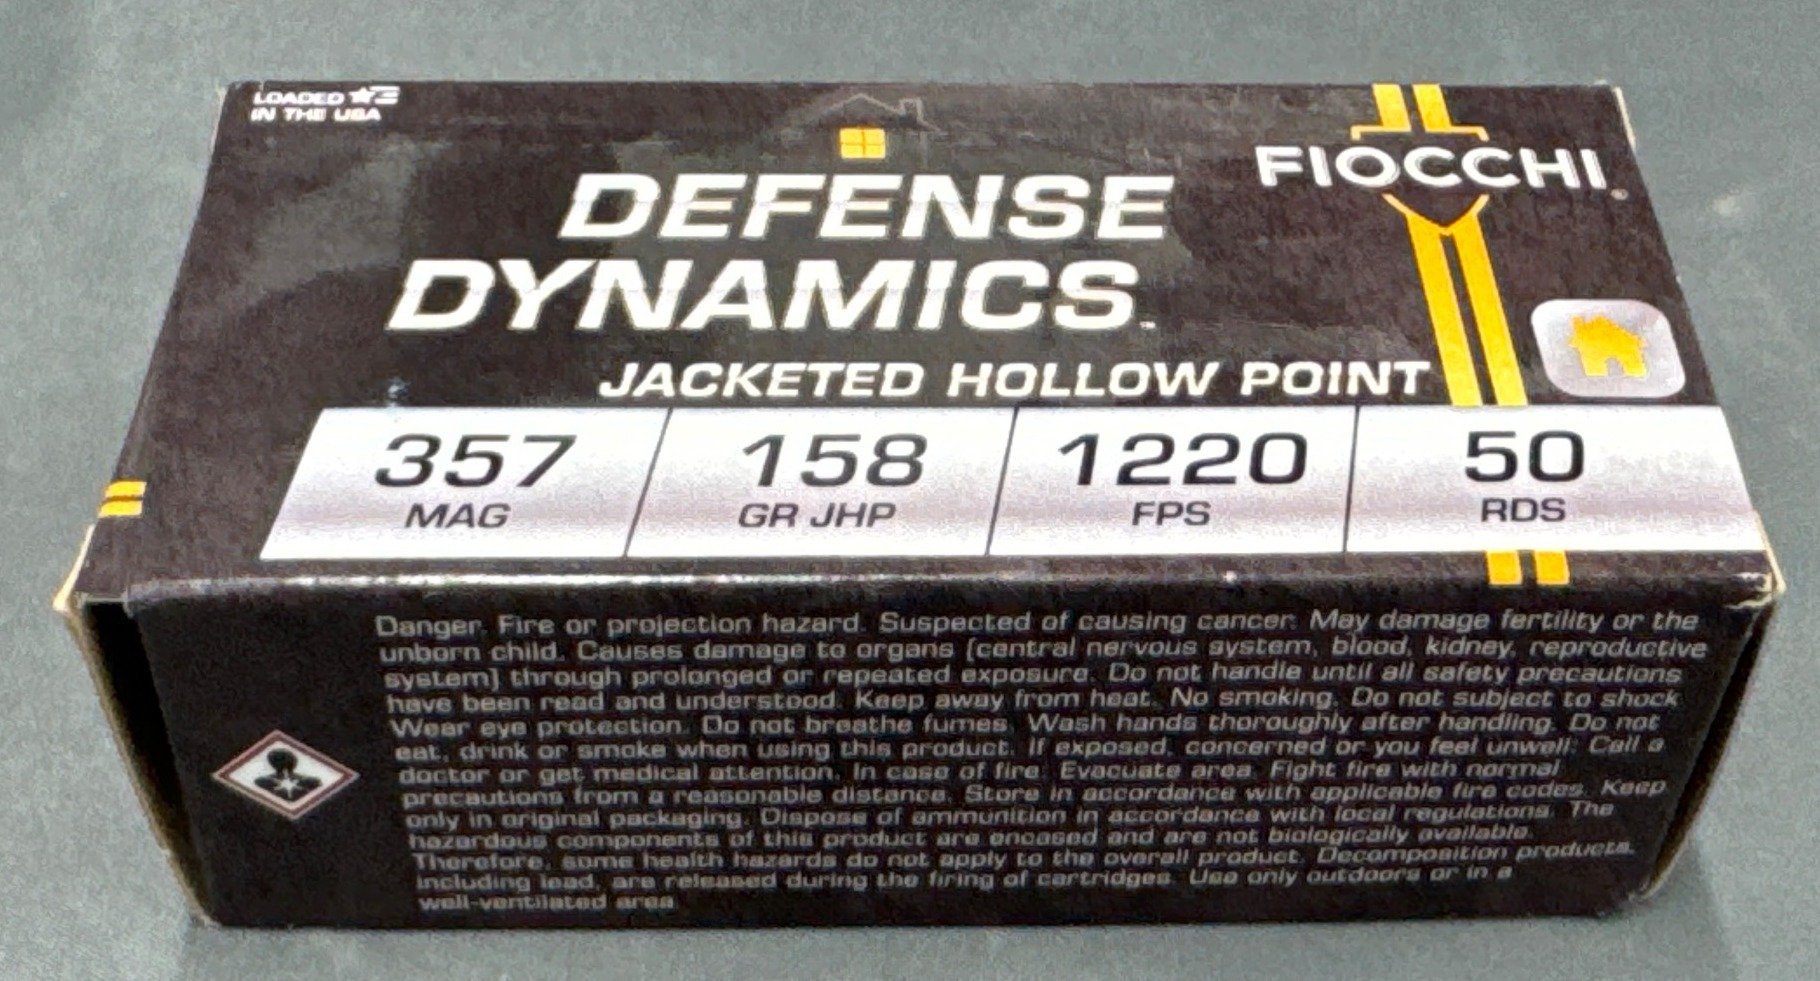 LOADED
IN THE USA
FIOCCHI®
DEFENSE
DYNAMICS™
JACKETED HOLLOW POINT
357 158 1220 50
MAG GR JHP FPS RDS
Danger. Fire or projection hazard. Suspected of causing cancer. May damage fertility or the
unborn child. Causes damage to organs (central nervous system, blood, kidney, reproductive
system) through prolonged or repeated exposure. Do not handle until all safety precautions
have been read and understood. Keep away from heat. No smoking. Do not subject to shock
Wear eye protection. Do not breathe fumes. Wash hands thoroughly after handling. Do not
eat, drink or smoke when using this product. If exposed, concerned or you feel unwell: Call a
doctor or get medical attention. In case of fire: Evacuate area. Fight fire with normal
precautions from a reasonable distance. Store in accordance with applicable fire codes. Keep
only in original packaging. Dispose of ammunition in accordance with local regulations. The
hazardous components of this product are encased and are not biologically available.
Therefore, some health hazards do not apply to the overall product. Decomposition products,
including lead, are released during the firing of cartridges. Use only outdoors or in a
well-ventilated area